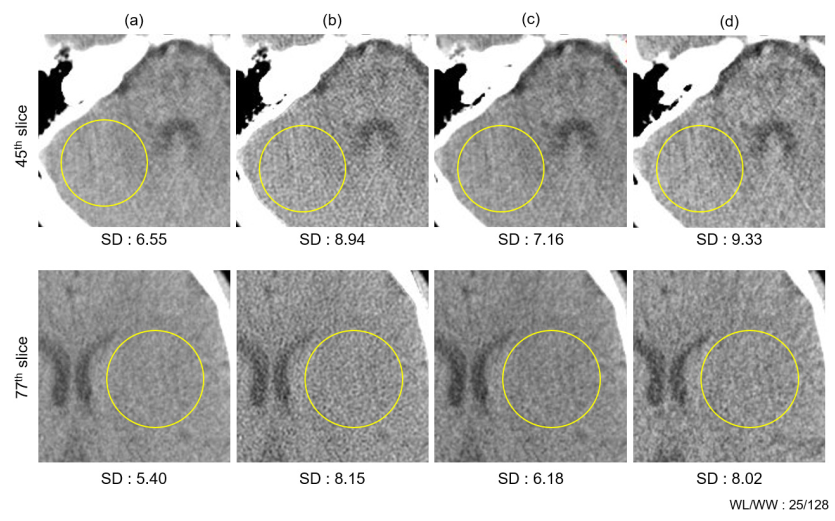 (a) (b) (c) (d)
45th slice
SD : 6.55 SD : 8.94 SD : 7.16 SD : 9.33
77th slice
SD : 5.40 SD : 8.15 SD : 6.18 SD : 8.02
WL/WW : 25/128